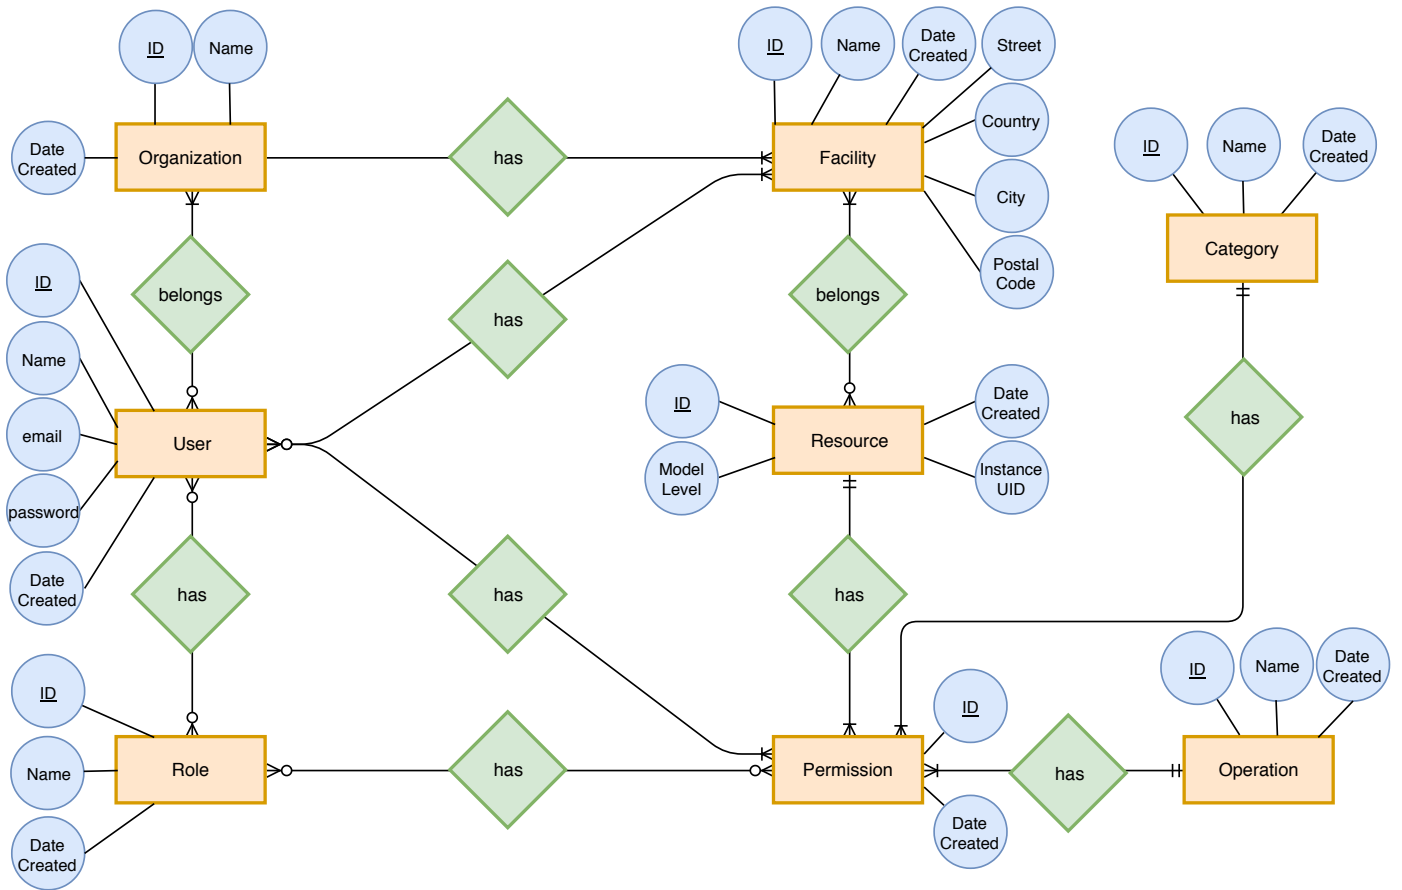 ID
Name
Date
Created
Organization
has
ID
Name
Date
Created
Street
Country
City
Postal
Code
Facility
ID
Name
Date
Created
Category
belongs
has
belongs
ID
Name
email
password
Date
Created
User
ID
Model
Level
Resource
Date
Created
Instance
UID
has
has
has
has
ID
Name
Date
Created
Role
has
Permission
ID
Date
Created
has
ID
Name
Date
Created
Operation